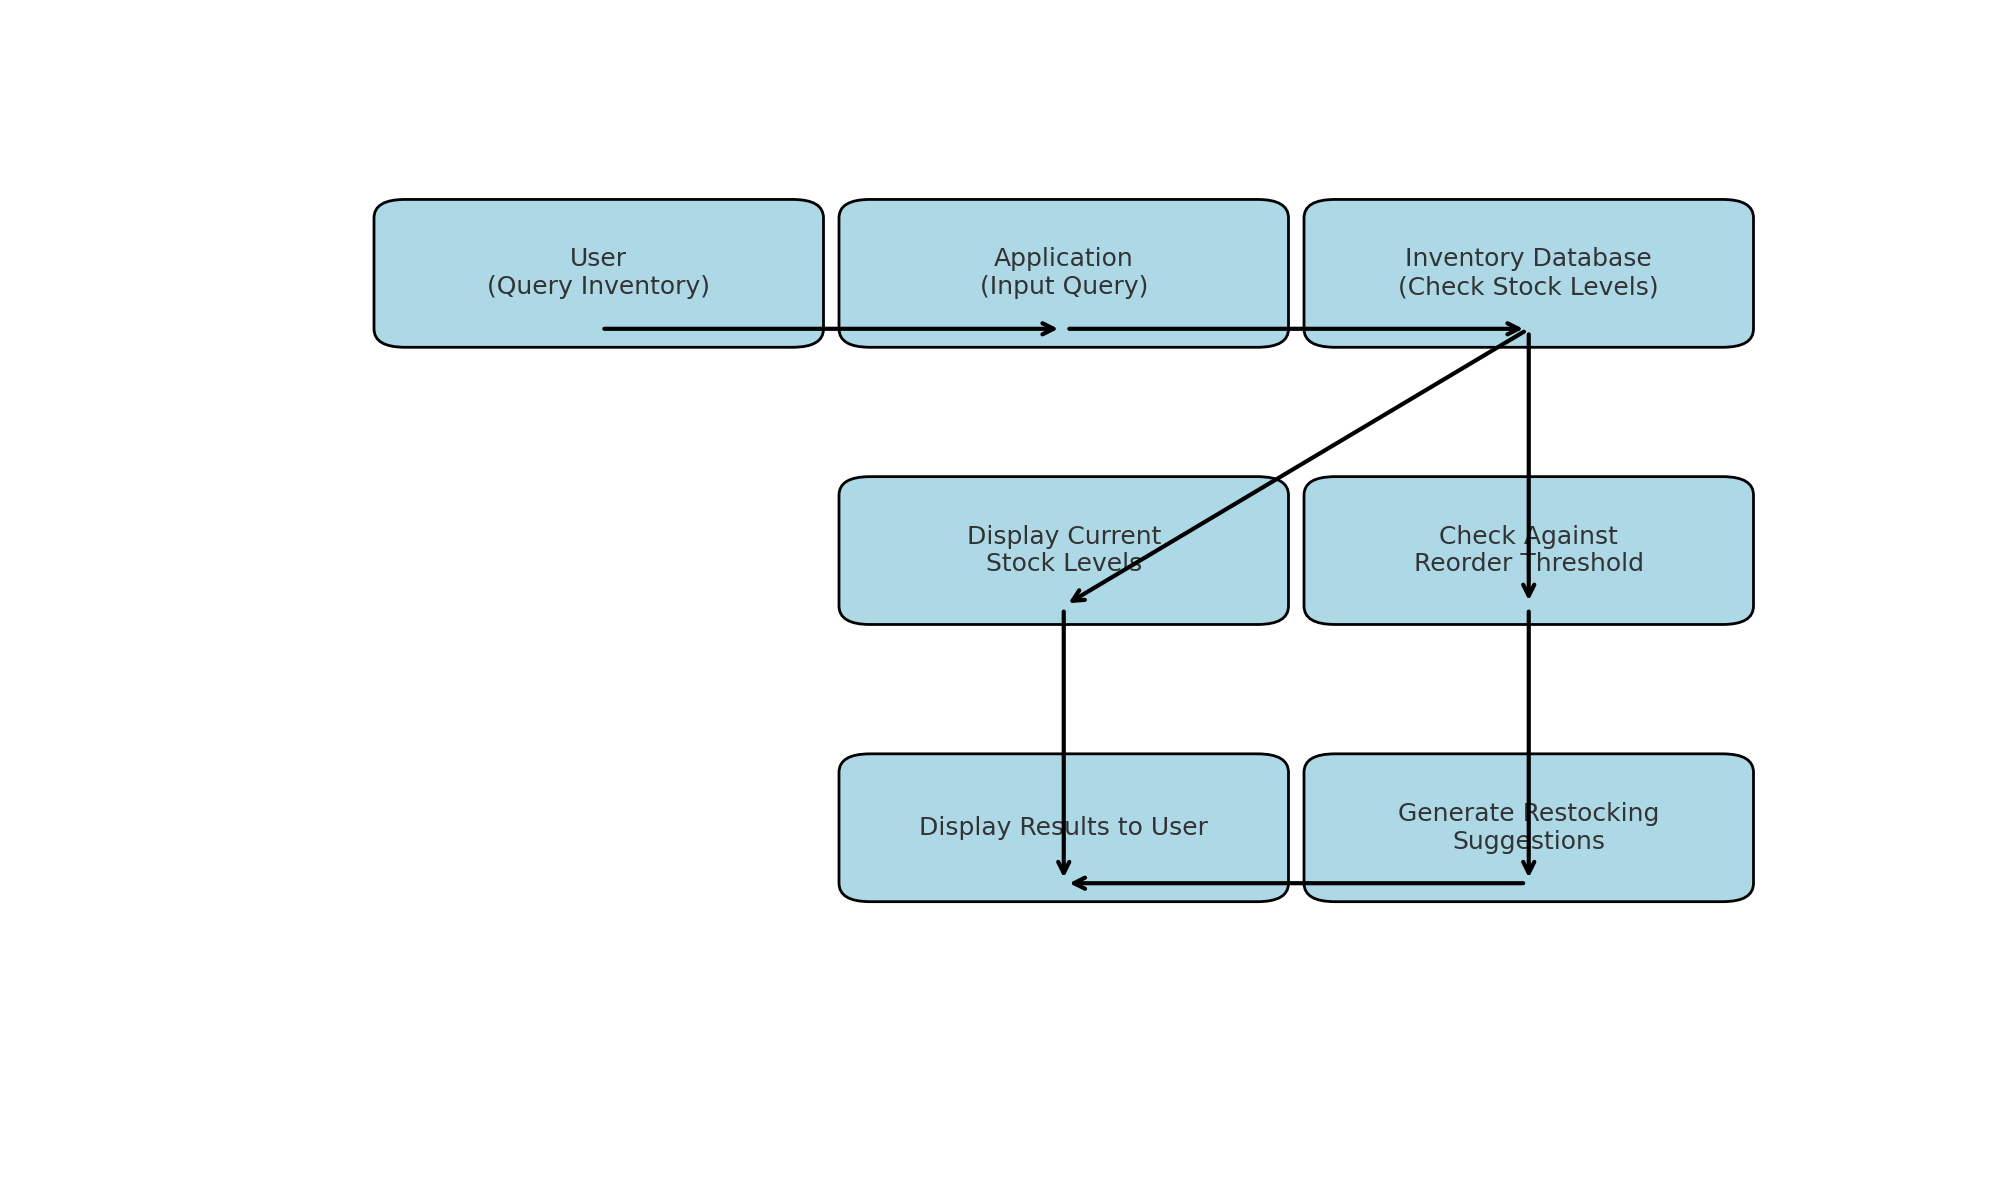 User
(Query Inventory)
Application
(Input Query)
Inventory Database
(Check Stock Levels)
Display Current
Stock Levels
Check Against
Reorder Threshold
Display Results to User
Generate Restocking
Suggestions